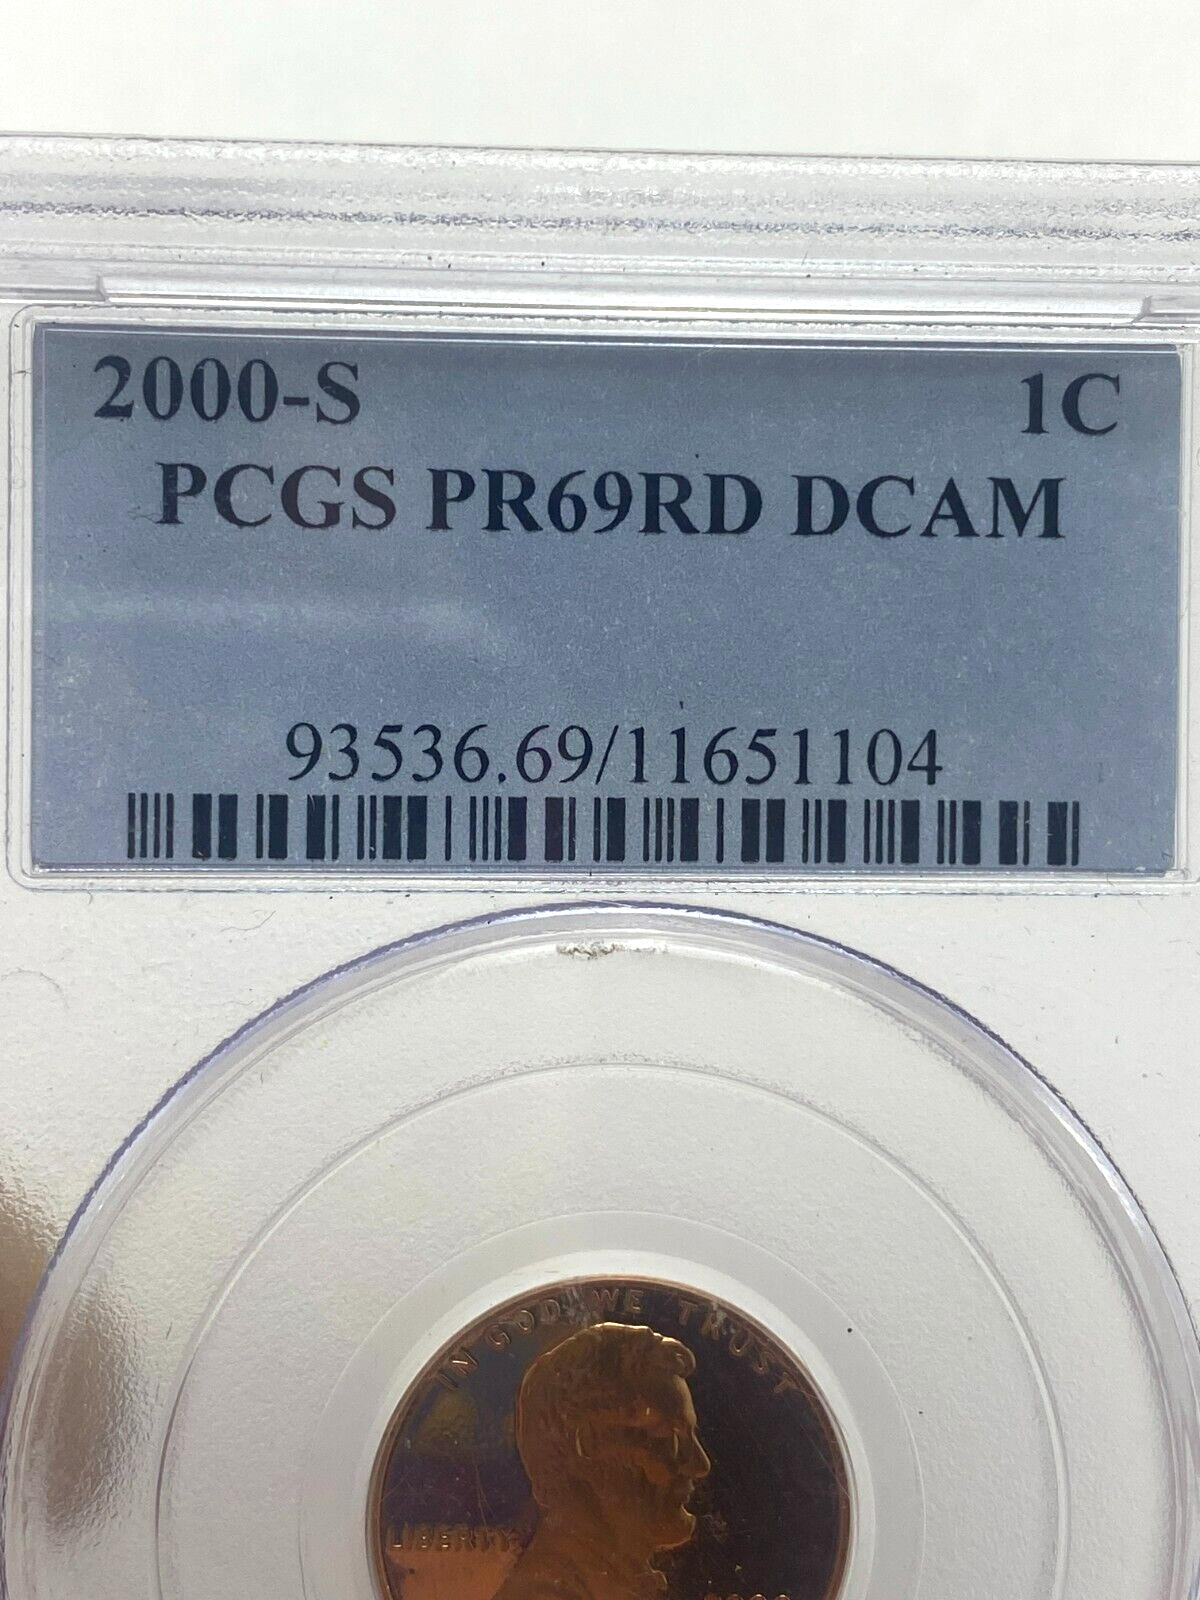 2000-S 1C
PCGS PR69RD DCAM
93536.69/11651104
IN GOD WE TRUST
LIBERTY